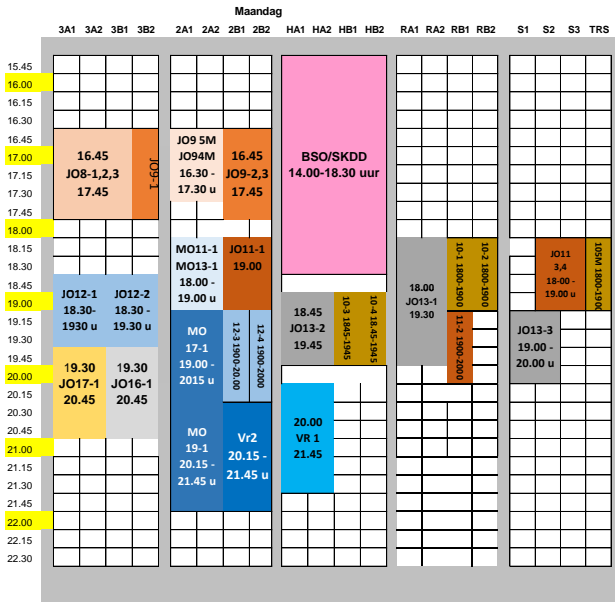 Maandag
3A1 3A2 3B1 3B2 2A1 2A2 2B1 2B2 HA1 HA2 HB1 HB2 RA1 RA2 RB1 RB2 S1 S2 S3 TRS
15.45
16.00
16.15
16.30
16.45
17.00
17.15
17.30
17.45
18.00
18.15
18.30
18.45
19.00
19.15
19.30
19.45
20.00
20.15
20.30
20.45
21.00
21.15
21.30
21.45
22.00
22.15
22.30
16.45
JO8-1,2,3
17.45
JO9-1
JO12-1
18.30-
1930 u
JO12-2
18.30 -
19.30 u
19.30
JO17-1
20.45
19.30
JO16-1
20.45
JO9 5M
JO94M
16.30 -
17.30 u
16.45
JO9-2,3
17.45
MO11-1
MO13-1
18.00 -
19.00 u
JO11-1
19.00
MO
17-1
19.00 -
2015 u
12-3 1900-20.00
12-4 1900-2000
MO
19-1
20.15 -
21.45 u
Vr2
20.15 -
21.45 u
BSO/SKDD
14.00-18.30 uur
18.45
JO13-2
19.45
10-3 1845-1945
10-4 18.45-1945
20.00
VR 1
21.45
18.00
JO13-1
19.30
10-1 1800-1900
10-2 1800-1900
11-2 1900-2000
JO11
3,4
18-00 -
19.00 u
105M 1800-1900
JO13-3
19.00 -
20.00 u